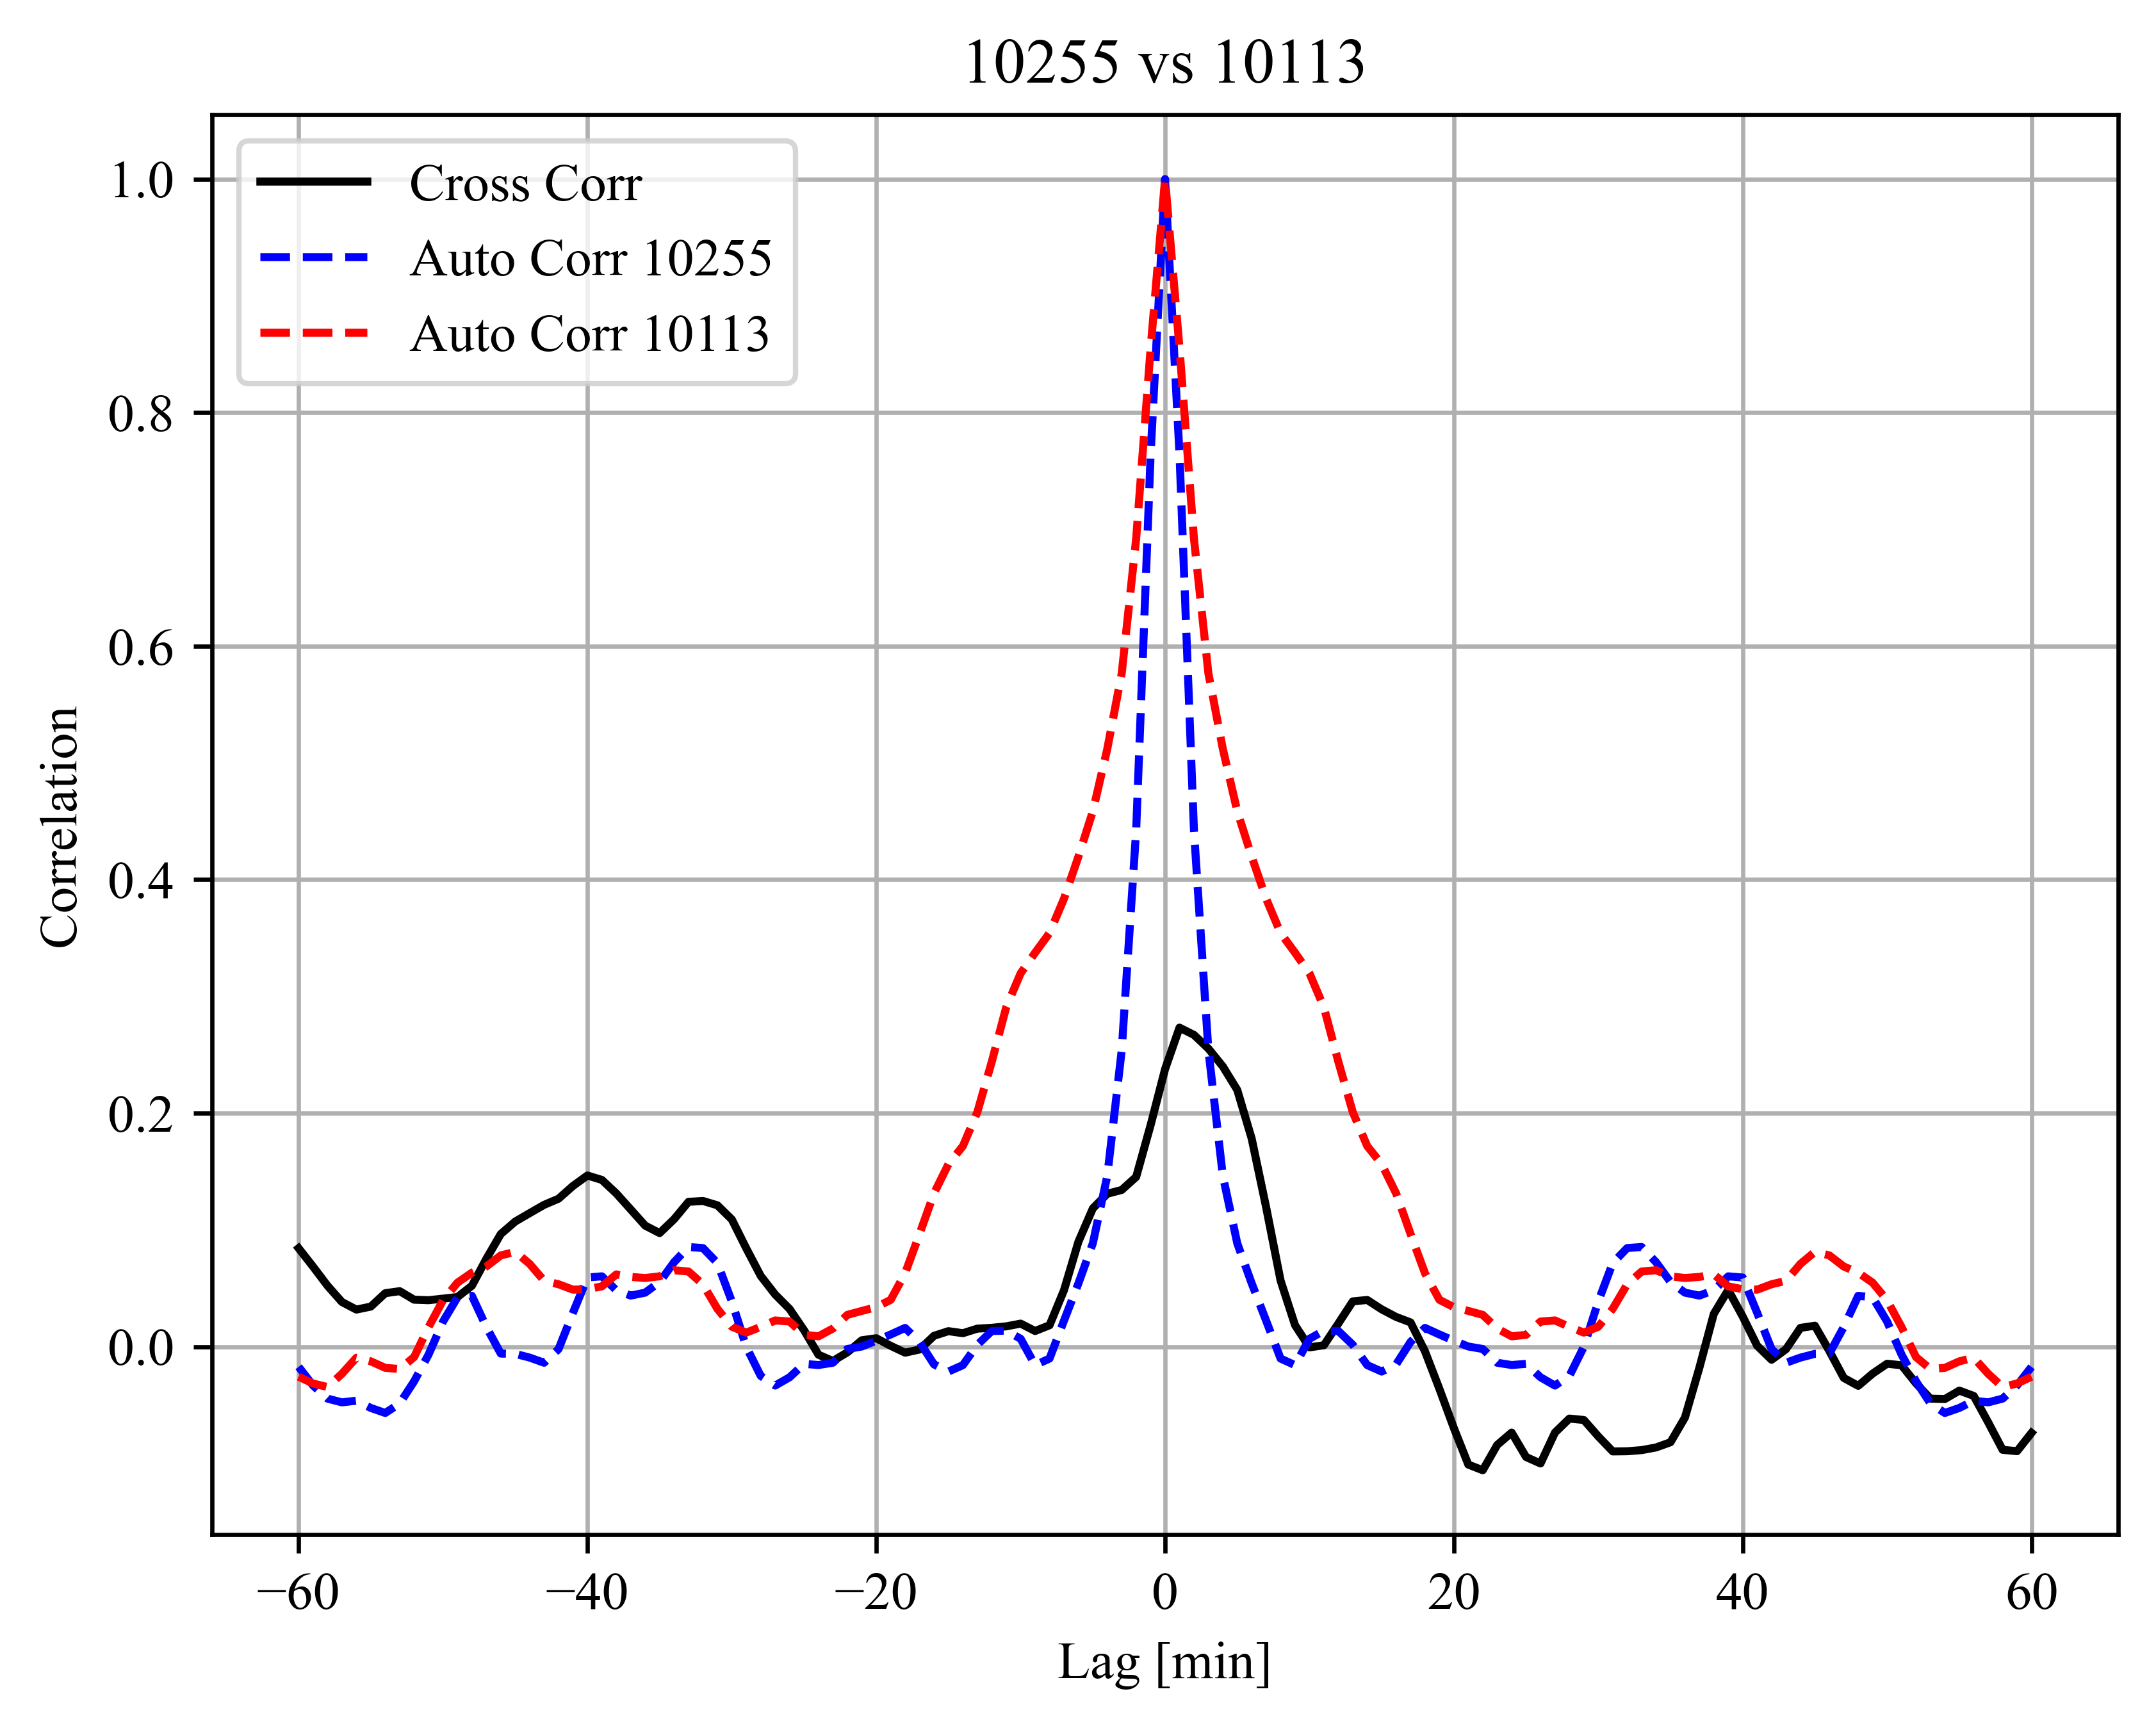 10255 vs 10113
Cross Corr
Auto Corr 10255
Auto Corr 10113
1.0
0.8
0.6
0.4
0.2
0.0
Correlation
−60 −40 −20 0 20 40 60
Lag [min]